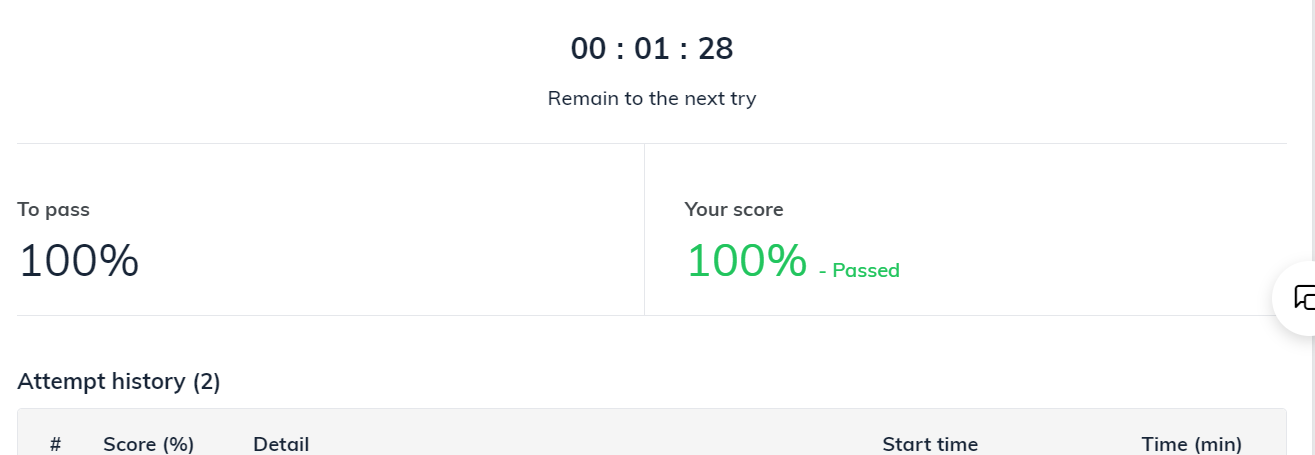 00 : 01 : 28
Remain to the next try
To pass
100%
Your score
100% - Passed
Attempt history (2)
# Score (%) Detail Start time Time (min)